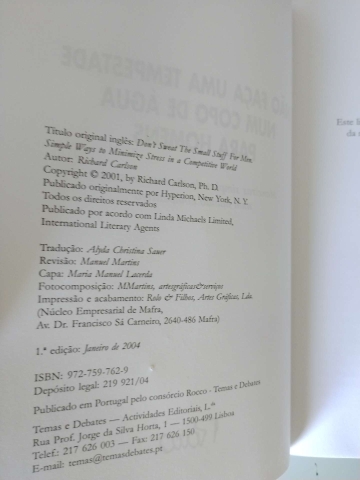 Título original inglês: Don't Sweat The Small Stuff For Men,
Simple Ways to Minimize Stress in a Competitive World
Autor: Richard Carlson
Copyright © 2001, by Richard Carlson, Ph. D.
Publicado originalmente por Hyperion, New York, N. Y.
Todos os direitos reservados
Publicado por acordo com Linda Michaels Limited,
International Literary Agents
Tradução: Alyda Christina Sauer
Revisão: Manuel Martins
Capa: Maria Manuel Lacerda
Fotocomposição: MMartins, artesgráficas&serviços
Impressão e acabamento: Rolo & Filhos, Artes Gráficas, Lda.
(Núcleo Empresarial de Mafra,
Av. Dr. Francisco Sá Carneiro, 2640-486 Mafra)
1.ª edição: Janeiro de 2004
ISBN: 972-759-762-9
Depósito legal: 219 921/04
Publicado em Portugal pelo consórcio Rocco - Temas e Debates
Temas e Debates — Actividades Editoriais, L.da
Rua Prof. Jorge da Silva Horta, 1 — 1500-499 Lisboa
Telef.: 217 626 003 — Fax: 217 626 150
E-mail: temas@temasdebates.pt
Este
da